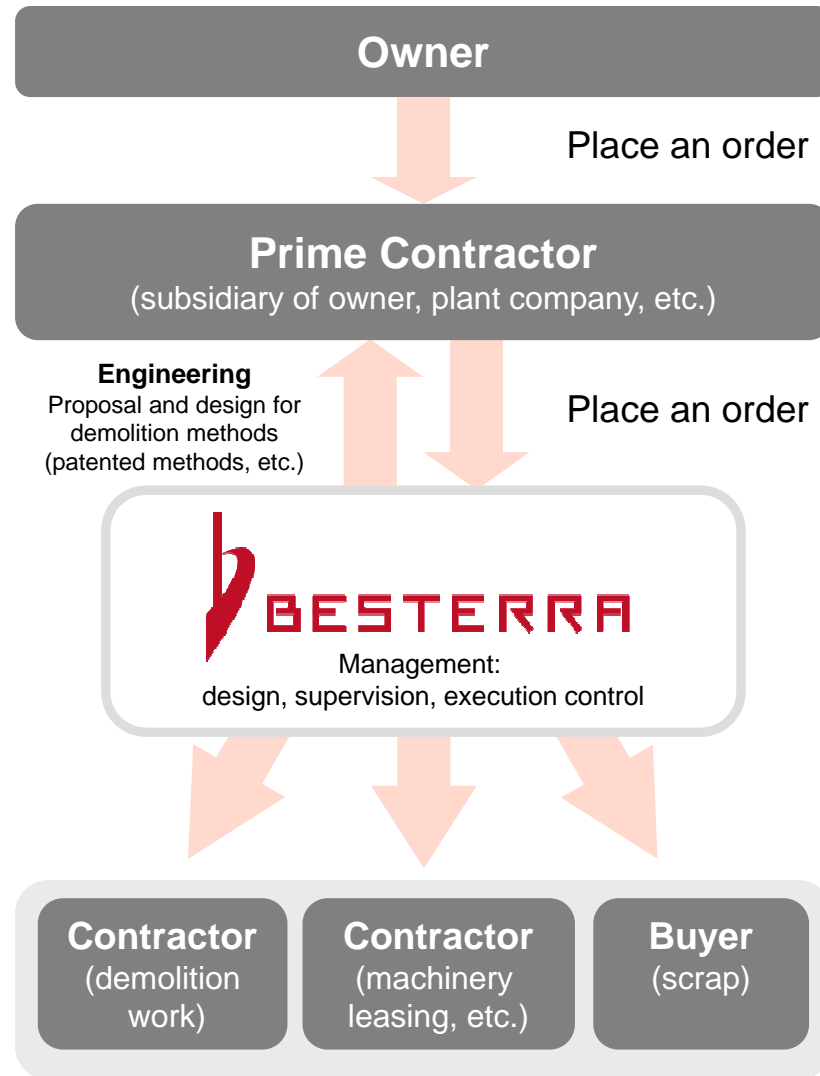 Owner
Place an order
Prime Contractor
(subsidiary of owner, plant company, etc.)
Engineering
Proposal and design for
demolition methods
(patented methods, etc.)
Place an order
BESTERRA
Management:
design, supervision, execution control
Contractor
(demolition
work)
Contractor
(machinery
leasing, etc.)
Buyer
(scrap)